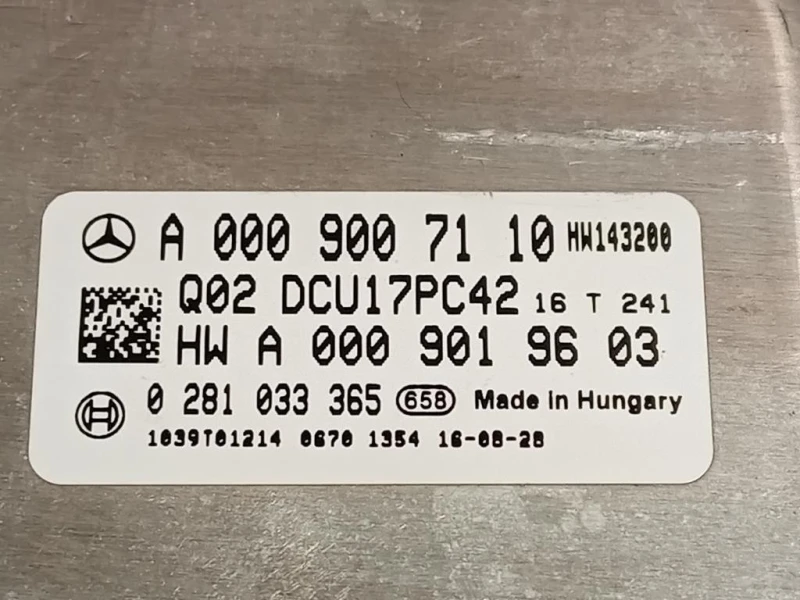 A 000 900 71 10 HW143200
Q02 DCU17PC42 16 T 241
HW A 000 901 96 03
0 281 033 365 658 Made in Hungary
1039T01214 0670 1354 16-08-28